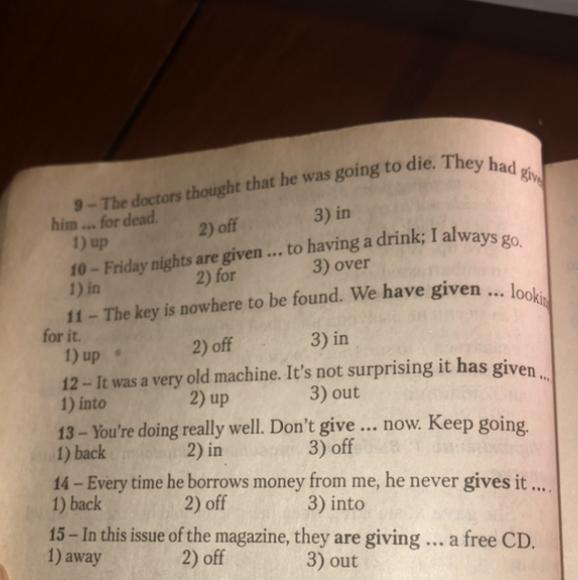 9 – The doctors thought that he was going to die. They had give
him ... for dead.
1) up 2) off 3) in
10 – Friday nights are given ... to having a drink; I always go.
1) in 2) for 3) over
11 – The key is nowhere to be found. We have given ... lookin
for it.
1) up 2) off 3) in
12 – It was a very old machine. It's not surprising it has given ...
1) into 2) up 3) out
13 – You're doing really well. Don't give ... now. Keep going.
1) back 2) in 3) off
14 – Every time he borrows money from me, he never gives it ....
1) back 2) off 3) into
15 – In this issue of the magazine, they are giving ... a free CD.
1) away 2) off 3) out